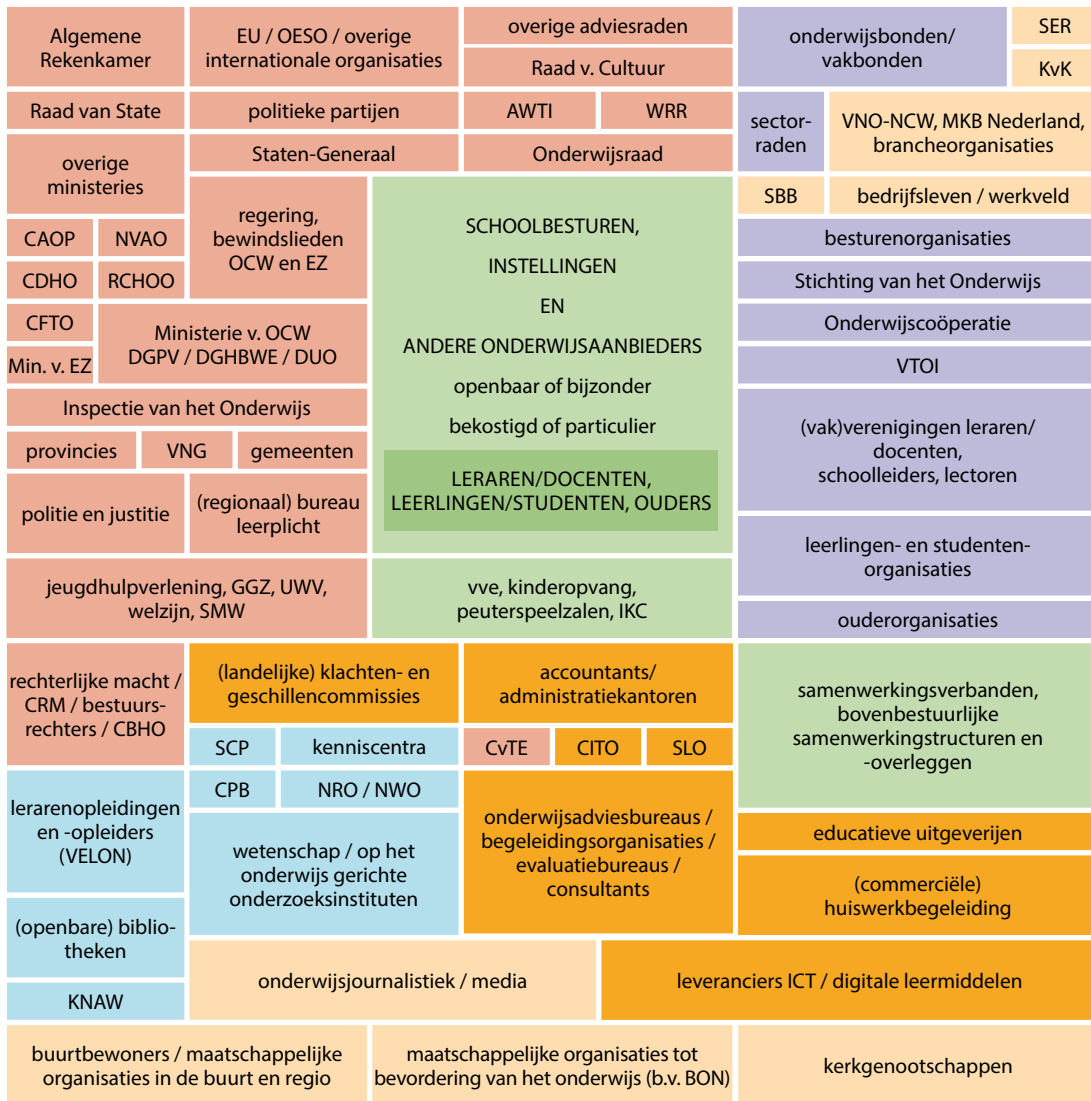 Algemene
Rekenkamer
EU / OESO / overige
internationale organisaties
overige adviesraden
Raad v. Cultuur
onderwijsbonden/
vakbonden
SER
KvK
Raad van State
politieke partijen
AWTI
WRR
sector-
raden
VNO-NCW, MKB Nederland,
brancheorganisaties
overige
ministeries
Staten-Generaal
Onderwijsraad
SBB
bedrijfsleven / werkveld
regering,
bewindslieden
OCW en EZ
SCHOOLBESTUREN,
INSTELLINGEN
EN
ANDERE ONDERWIJSAANBIEDERS
openbaar of bijzonder
bekostigd of particulier
LERAREN/DOCENTEN,
LEERLINGEN/STUDENTEN, OUDERS
CAOP
NVAO
CDHO
RCHOO
CFTO
Min. v. EZ
Ministerie v. OCW
DGPV / DGHBWE / DUO
besturenorganisaties
Stichting van het Onderwijs
Onderwijscoöperatie
VTOI
Inspectie van het Onderwijs
provincies
VNG
gemeenten
(vak)verenigingen leraren/
docenten,
schoolleiders, lectoren
politie en justitie
(regionaal) bureau
leerplicht
leerlingen- en studenten-
organisaties
jeugdhulpverlening, GGZ, UWV,
welzijn, SMW
vve, kinderopvang,
peuterspeelzalen, IKC
ouderorganisaties
rechterlijke macht /
CRM / bestuurs-
rechters / CBHO
(landelijke) klachten- en
geschillencommissies
accountants/
administratiekantoren
samenwerkingsverbanden,
bovenbestuurlijke
samenwerkingstructuren en
-overleggen
SCP
kenniscentra
CvTE
CITO
SLO
CPB
NRO / NWO
lerarenopleidingen
en -opleiders
(VELON)
wetenschap / op het
onderwijs gerichte
onderzoeksinstituten
onderwijsadviesbureaus /
begeleidingsorganisaties /
evaluatiebureaus /
consultants
educatieve uitgeverijen
(commerciële)
huiswerkbegeleiding
(openbare) biblio-
theken
KNAW
onderwijsjournalistiek / media
leveranciers ICT / digitale leermiddelen
buurtbewoners / maatschappelijke
organisaties in de buurt en regio
maatschappelijke organisaties tot
bevordering van het onderwijs (b.v. BON)
kerkgenootschappen